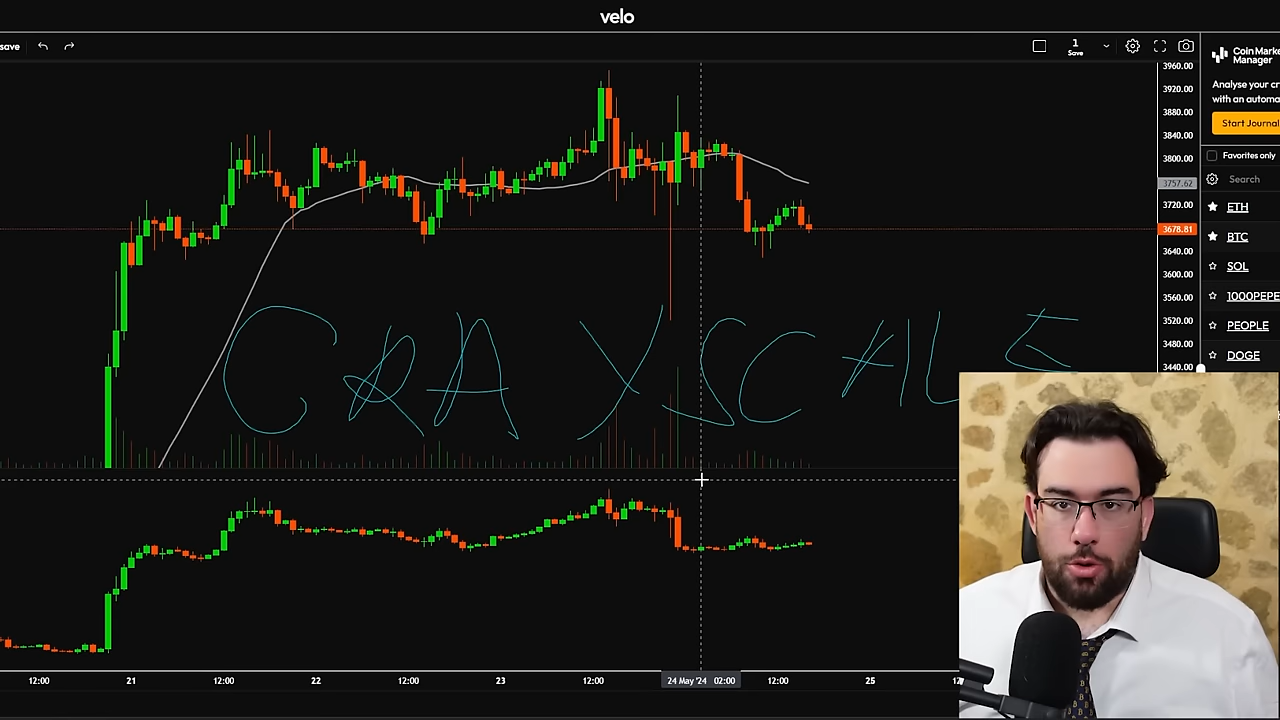 velo
save
1
Save
Coin Marke
Manager
Analyse your cr
with an automa
Start Journal
Favorites only
Search
ETH
BTC
SOL
1000PEPE
PEOPLE
DOGE
3960.00
3920.00
3880.00
3840.00
3800.00
3757.62
3720.00
3678.81
3640.00
3600.00
3560.00
3520.00
3480.00
3440.00
GRAYSCALE
12:00
21
12:00
22
12:00
23
12:00
24 May '24 02:00
12:00
25